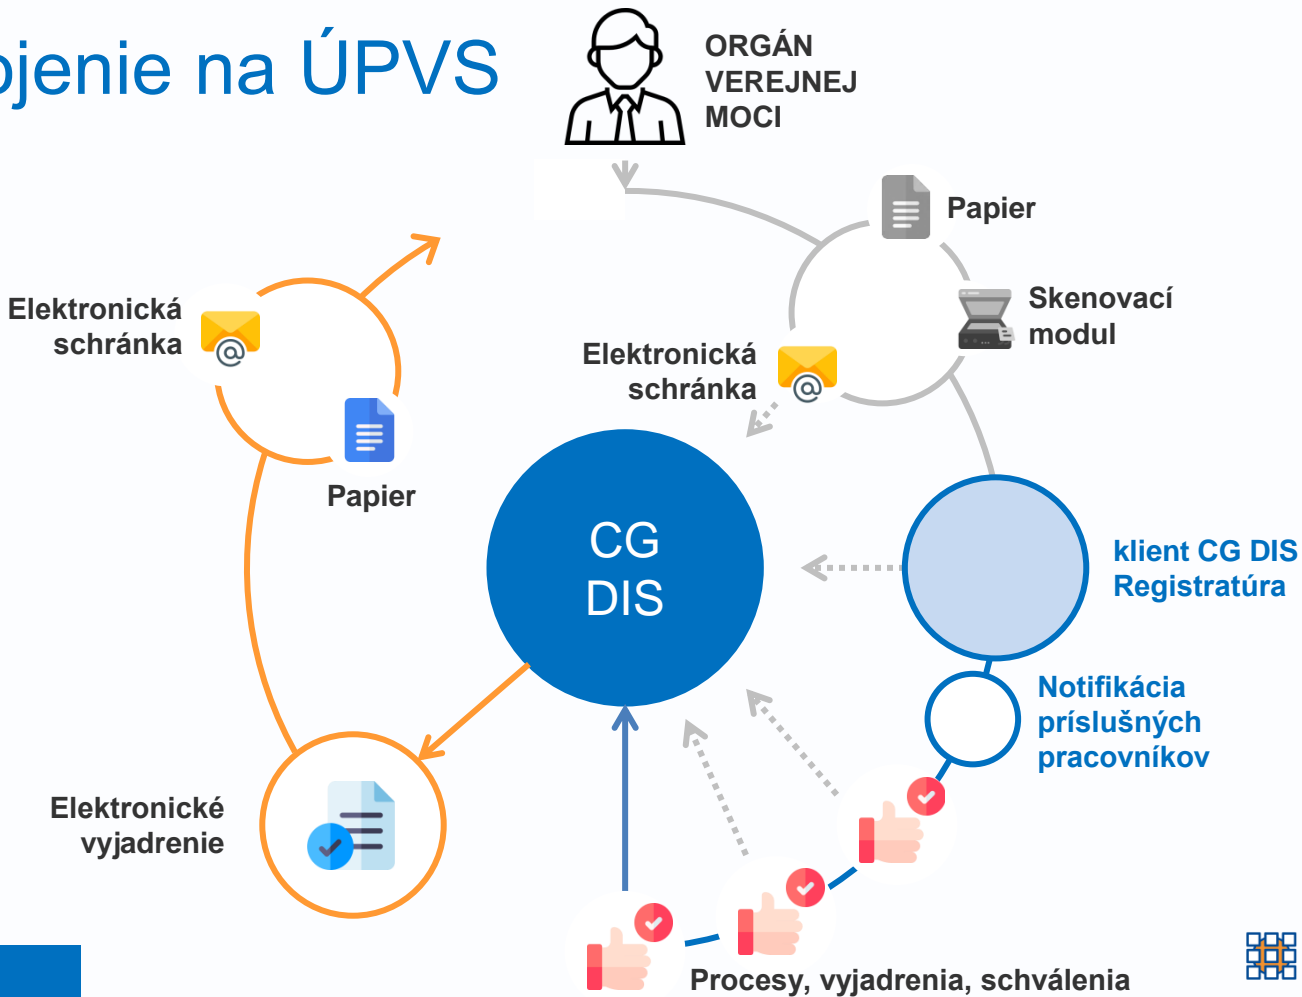 ojenie na ÚPVS
ORGÁN
VEREJNEJ
MOCI
Papier
Skenovací
modul
Elektronická
schránka
Elektronická
schránka
Papier
CG
DIS
klient CG DIS
Registratúra
Notifikácia
príslušných
pracovníkov
Elektronické
vyjadrenie
Procesy, vyjadrenia, schválenia